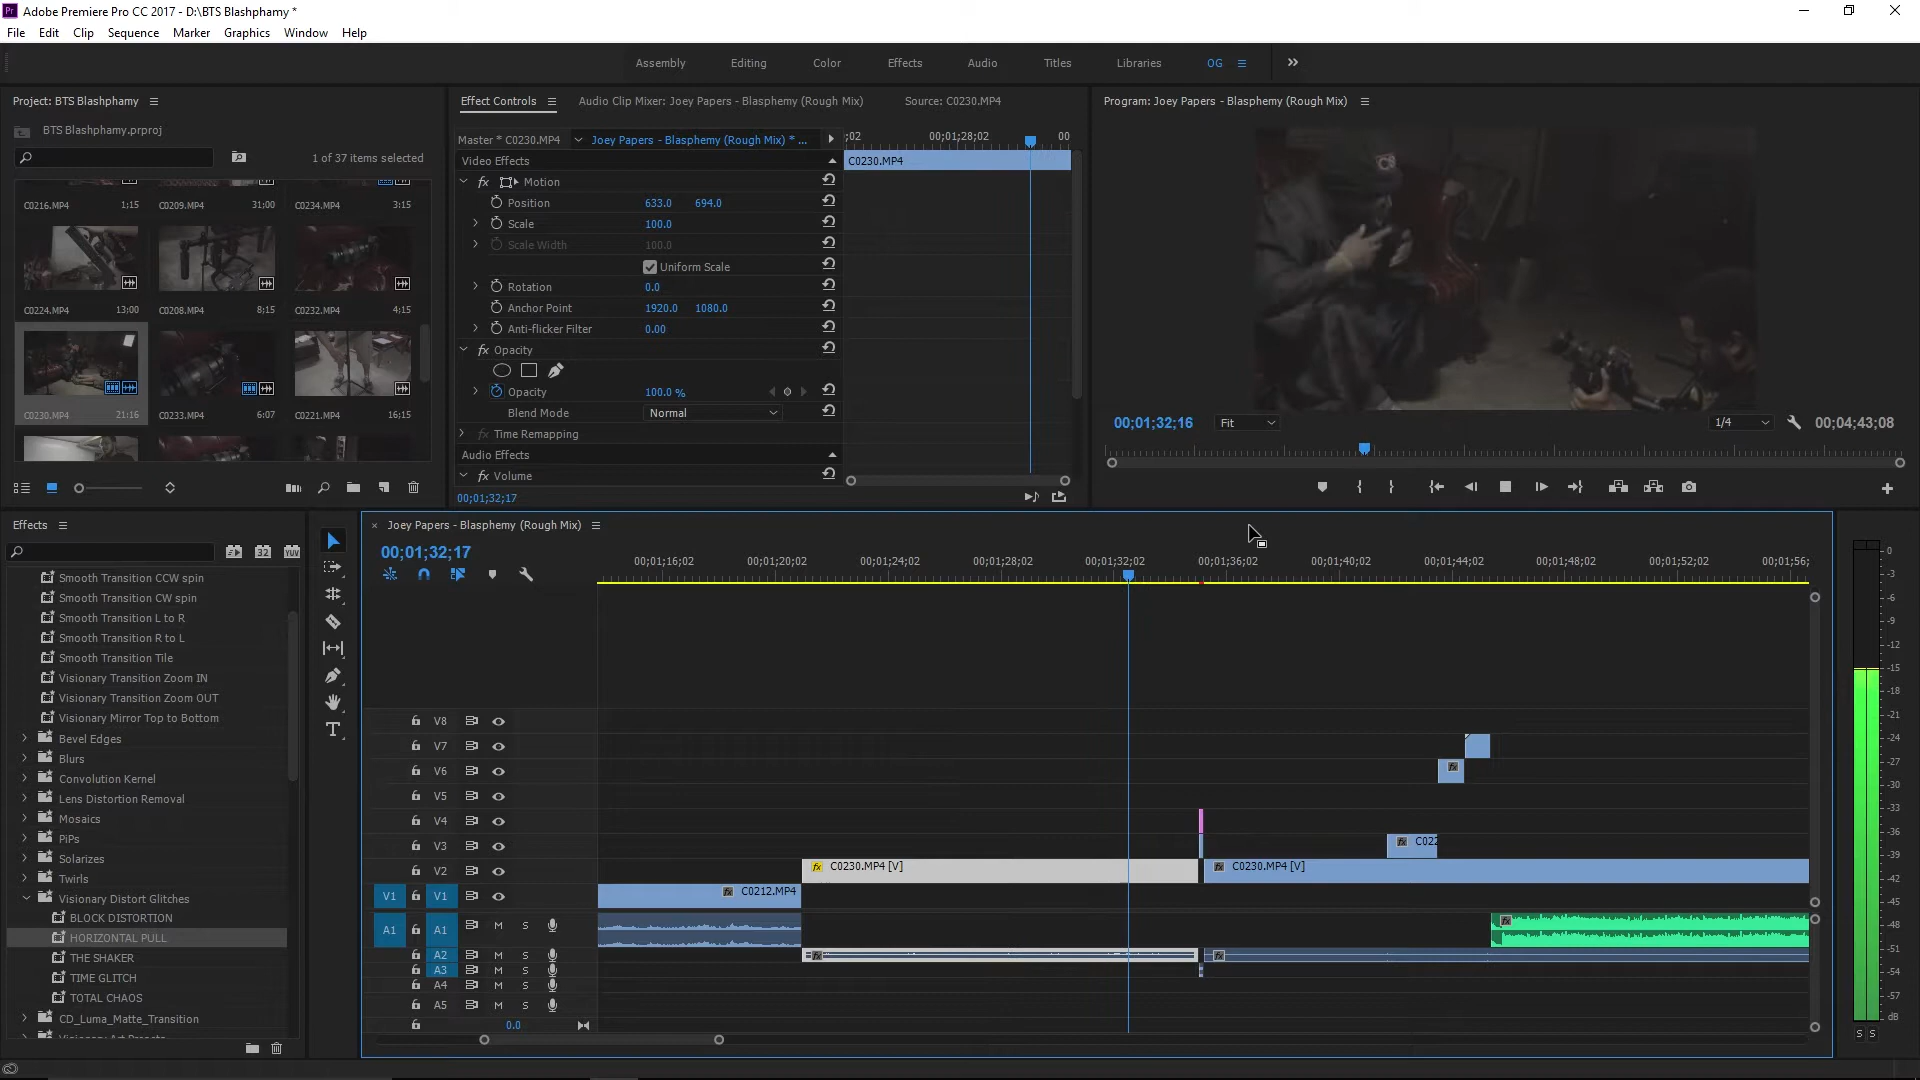 Adobe Premiere Pro CC 2017 - D:\BTS Blashphamy *
File Edit Clip Sequence Marker Graphics Window Help
Assembly Editing Color Effects Audio Titles Libraries OG
Project: BTS Blashphamy
BTS Blashphamy.prproj
1 of 37 items selected
C0216.MP4 1;15 C0209.MP4 31;00 C0234.MP4 3:15
C0224.MP4 13;00 C0208.MP4 8;15 C0232.MP4 4;15
C0230.MP4 21:16 C0233.MP4 6:07 C0221.MP4 16;15
Effect Controls Audio Clip Mixer: Joey Papers - Blasphemy (Rough Mix) Source: C0230.MP4
Master * C0230.MP4 Joey Papers - Blasphemy (Rough Mix) * ...
;02 00;01;28;02 00
C0230.MP4
Video Effects
fx Motion
Position 633.0 694.0
Scale 100.0
Scale Width 100.0
Uniform Scale
Rotation 0.0
Anchor Point 1920.0 1080.0
Anti-flicker Filter 0.00
fx Opacity
Opacity 100.0 %
Blend Mode Normal
fx Time Remapping
Audio Effects
fx Volume
00;01;32;17
Program: Joey Papers - Blasphemy (Rough Mix)
00;01;32;16 Fit 1/4 00;04;43;08
Effects
32 YUV
Smooth Transition CCW spin
Smooth Transition CW spin
Smooth Transition L to R
Smooth Transition R to L
Smooth Transition Tile
Visionary Transition Zoom IN
Visionary Transition Zoom OUT
Visionary Mirror Top to Bottom
Bevel Edges
Blurs
Convolution Kernel
Lens Distortion Removal
Mosaics
PiPs
Solarizes
Twirls
Visionary Distort Glitches
BLOCK DISTORTION
HORIZONTAL PULL
THE SHAKER
TIME GLITCH
TOTAL CHAOS
CD_Luma_Matte_Transition
T
Joey Papers - Blasphemy (Rough Mix)
00;01;32;17
00;01;16;02 00;01;20;02 00;01;24;02 00;01;28;02 00;01;32;02 00;01;36;02 00;01;40;02 00;01;44;02 00;01;48;02 00;01;52;02 00;01;56;
V8
V7
V6 fx
V5
V4
V3 fx C022
V2 fx C0230.MP4 [V] fx C0230.MP4 [V]
V1 V1 fx C0212.MP4
A1 A1 M S fx
A2 M S fx fx
A3 M S
A4 M S
A5 M S
0.0
0
-3
-6
-9
-12
-15
-18
-21
-24
-27
-30
-33
-36
-39
-42
-45
-48
-51
-54
-57
dB
S S